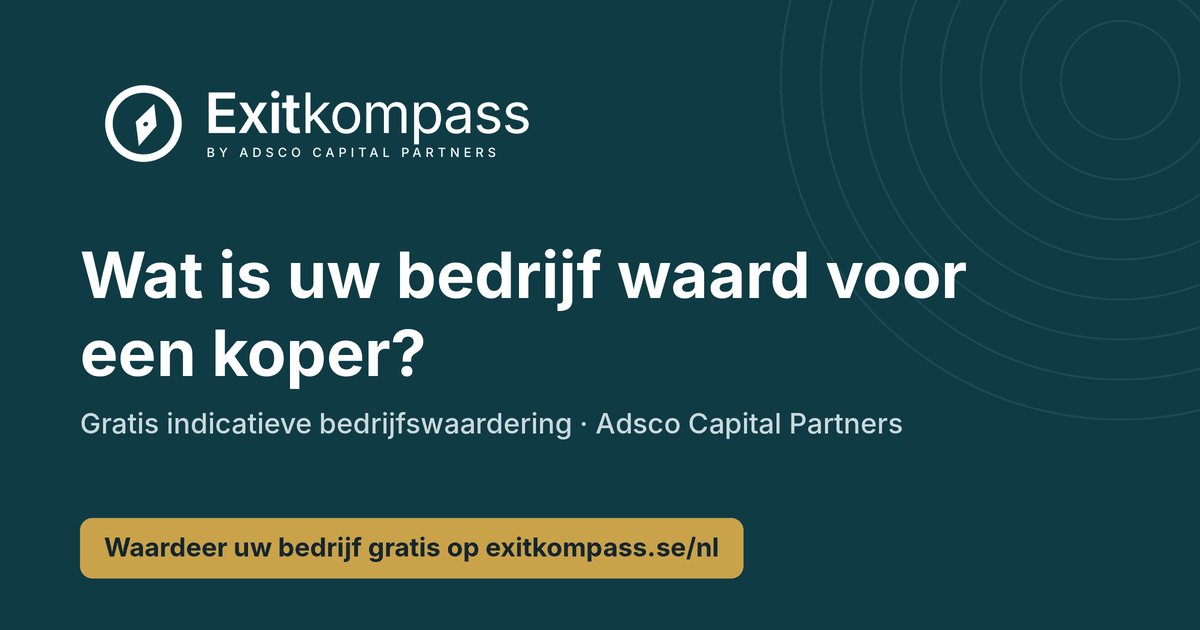 Exitkompass
BY ADSCO CAPITAL PARTNERS
Wat is uw bedrijf waard voor
een koper?
Gratis indicatieve bedrijfswaardering · Adsco Capital Partners
Waardeer uw bedrijf gratis op exitkompass.se/nl